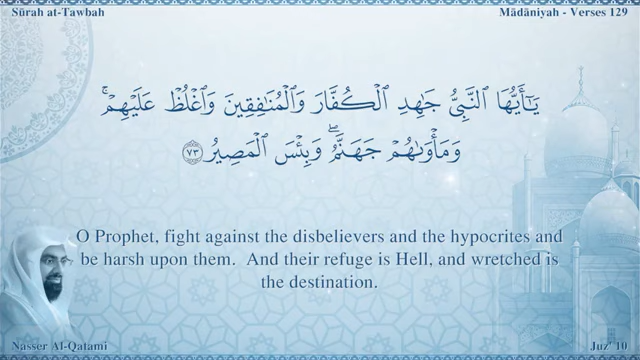 Sūrah at-Tawbah
Mādānīyah - Verses 129
يَٰٓأَيُّهَا ٱلنَّبِىُّ جَٰهِدِ ٱلْكُفَّارَ وَٱلْمُنَٰفِقِينَ وَٱغْلُظْ عَلَيْهِمْ ۚ
وَمَأْوَىٰهُمْ جَهَنَّمُ ۖ وَبِئْسَ ٱلْمَصِيرُ ٧٣
O Prophet, fight against the disbelievers and the hypocrites and
be harsh upon them.  And their refuge is Hell, and wretched is
the destination.
Nasser Al-Qatami
Juz' 10